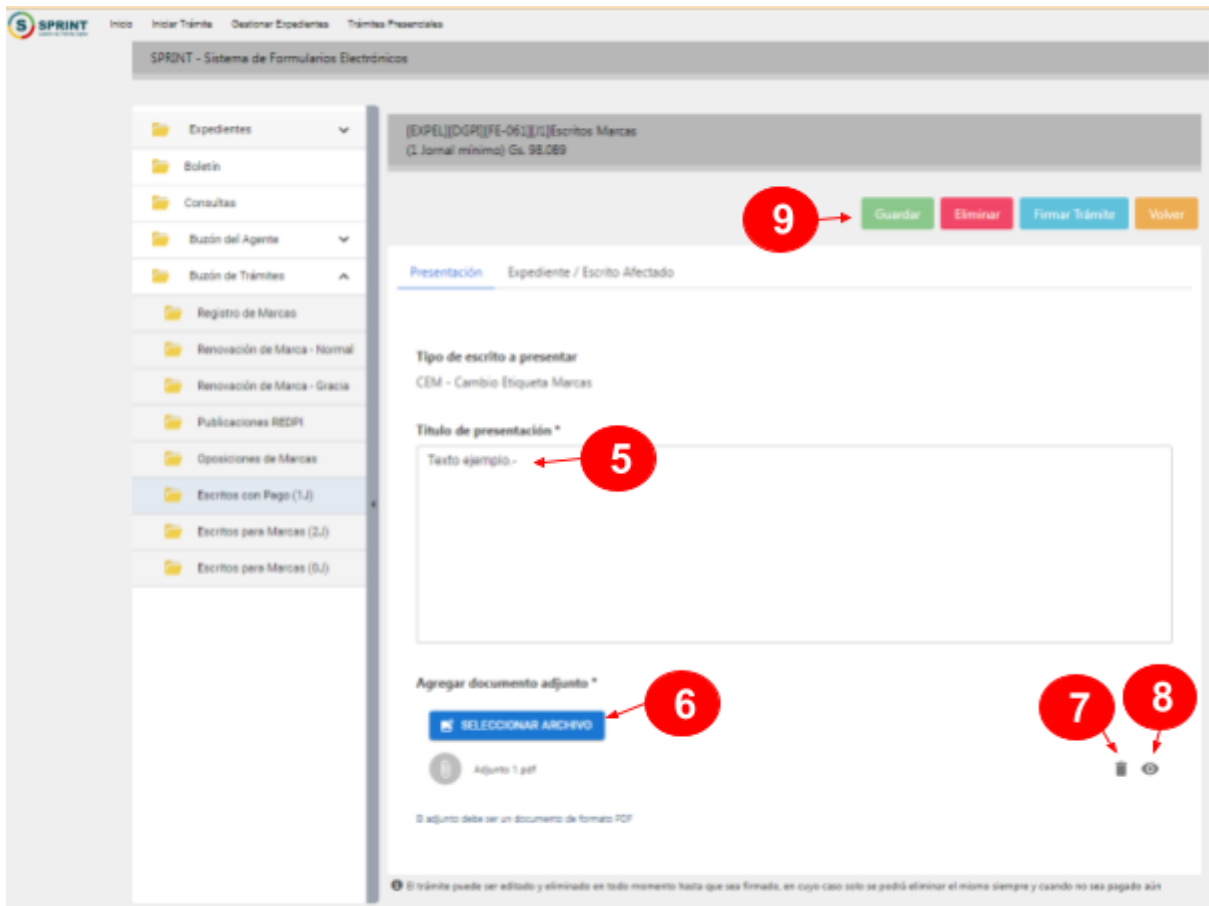 SPRINT
Inicio Iniciar Trámite Gestionar Expedientes Trámites Presenciales
SPRINT - Sistema de Formularios Electrónicos
Expedientes
Boletín
Consultas
Buzón del Agente
Buzón de Trámites
Registro de Marcas
Renovación de Marca - Normal
Renovación de Marca - Gracia
Publicaciones REDPI
Oposiciones de Marcas
Escritos con Pago (1J)
Escritos para Marcas (2J)
Escritos para Marcas (0J)
[EXPEL][DGPI][FE-061][J1]Escritos Marcas
(1 Jornal mínimo) Gs. 98.089
9
Guardar Eliminar Firmar Trámite Volver
Presentación Expediente / Escrito Afectado
Tipo de escrito a presentar
CEM - Cambio Etiqueta Marcas
Título de presentación *
Texto ejemplo.-
5
Agregar documento adjunto *
SELECCIONAR ARCHIVO
6
7
8
Adjunto 1.pdf
El adjunto debe ser un documento de formato PDF
El trámite puede ser editado y eliminado en todo momento hasta que sea firmado, en cuyo caso solo se podrá eliminar el mismo siempre y cuando no sea pagado aún